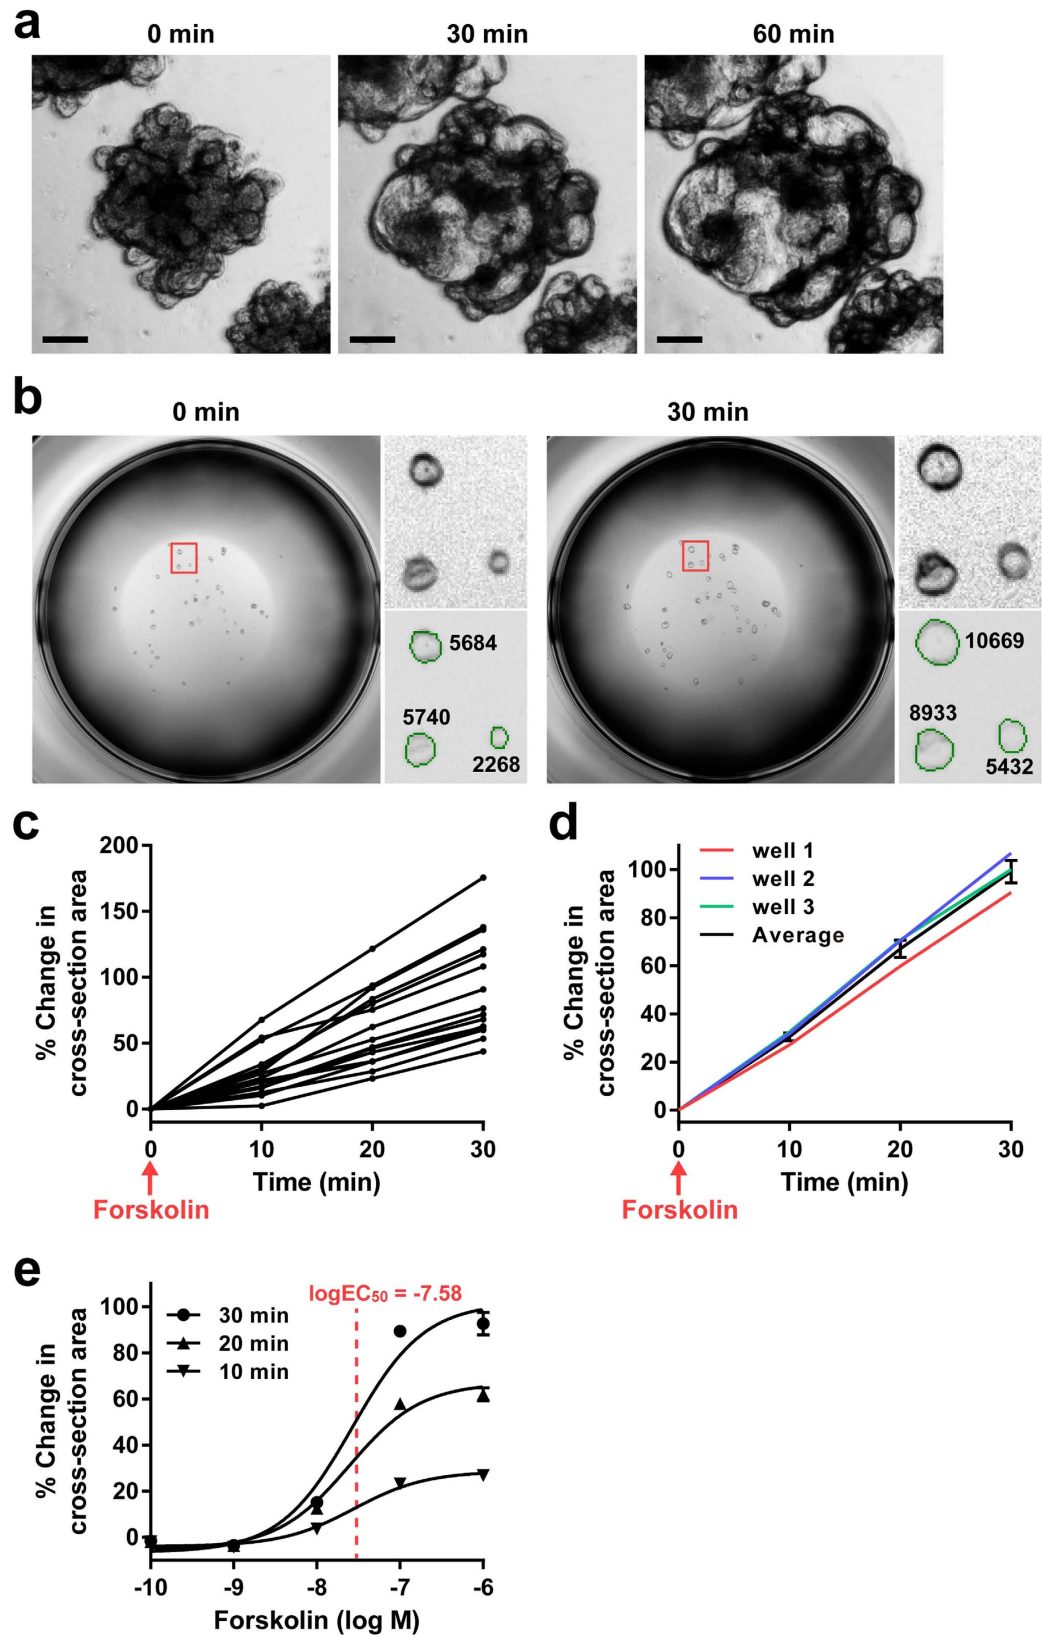 a
0 min
30 min
60 min
b
0 min
30 min
5684
5740
2268
10669
8933
5432
c
% Change in
cross-section area
200
150
100
50
0
0
10
20
30
Time (min)
Forskolin
d
% Change in
cross-section area
100
80
60
40
20
0
well 1
well 2
well 3
Average
0
10
20
30
Time (min)
Forskolin
e
% Change in
cross-section area
100
80
60
40
20
0
30 min
20 min
10 min
logEC50 = -7.58
-10
-9
-8
-7
-6
Forskolin (log M)